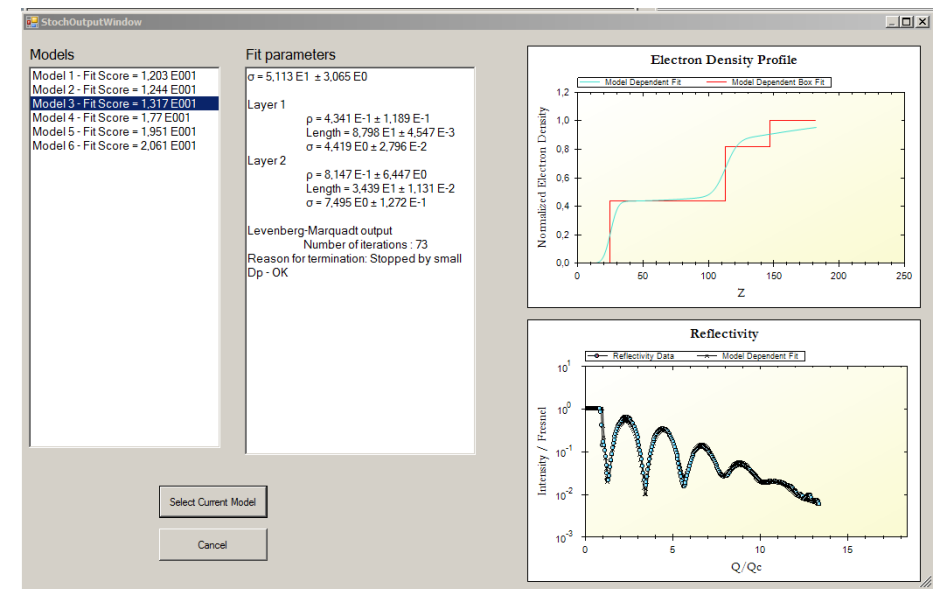 StochOutputWindow
Models
Model 1 - Fit Score = 1,203 E001
Model 2 - Fit Score = 1,244 E001
Model 3 - Fit Score = 1,317 E001
Model 4 - Fit Score = 1,77 E001
Model 5 - Fit Score = 1,951 E001
Model 6 - Fit Score = 2,061 E001
Fit parameters
σ = 5,113 E1 ± 3,065 E0
Layer 1
ρ = 4,341 E-1 ± 1,189 E-1
Length = 8,798 E1 ± 4,547 E-3
σ = 4,419 E0 ± 2,796 E-2
Layer 2
ρ = 8,147 E-1 ± 6,447 E0
Length = 3,439 E1 ± 1,131 E-2
σ = 7,495 E0 ± 1,272 E-1
Levenberg-Marquadt output
Number of iterations : 73
Reason for termination: Stopped by small
Dp - OK
Select Current Model
Cancel
Electron Density Profile
Model Dependent Fit Model Dependent Box Fit
Normalized Electron Density
1,2
1,0
0,8
0,6
0,4
0,2
0,0
0 50 100 150 200 250
Z
Reflectivity
Reflectivity Data Model Dependent Fit
Intensity / Fresnel
10^1
10^0
10^-1
10^-2
10^-3
0 5 10 15
Q/Qc